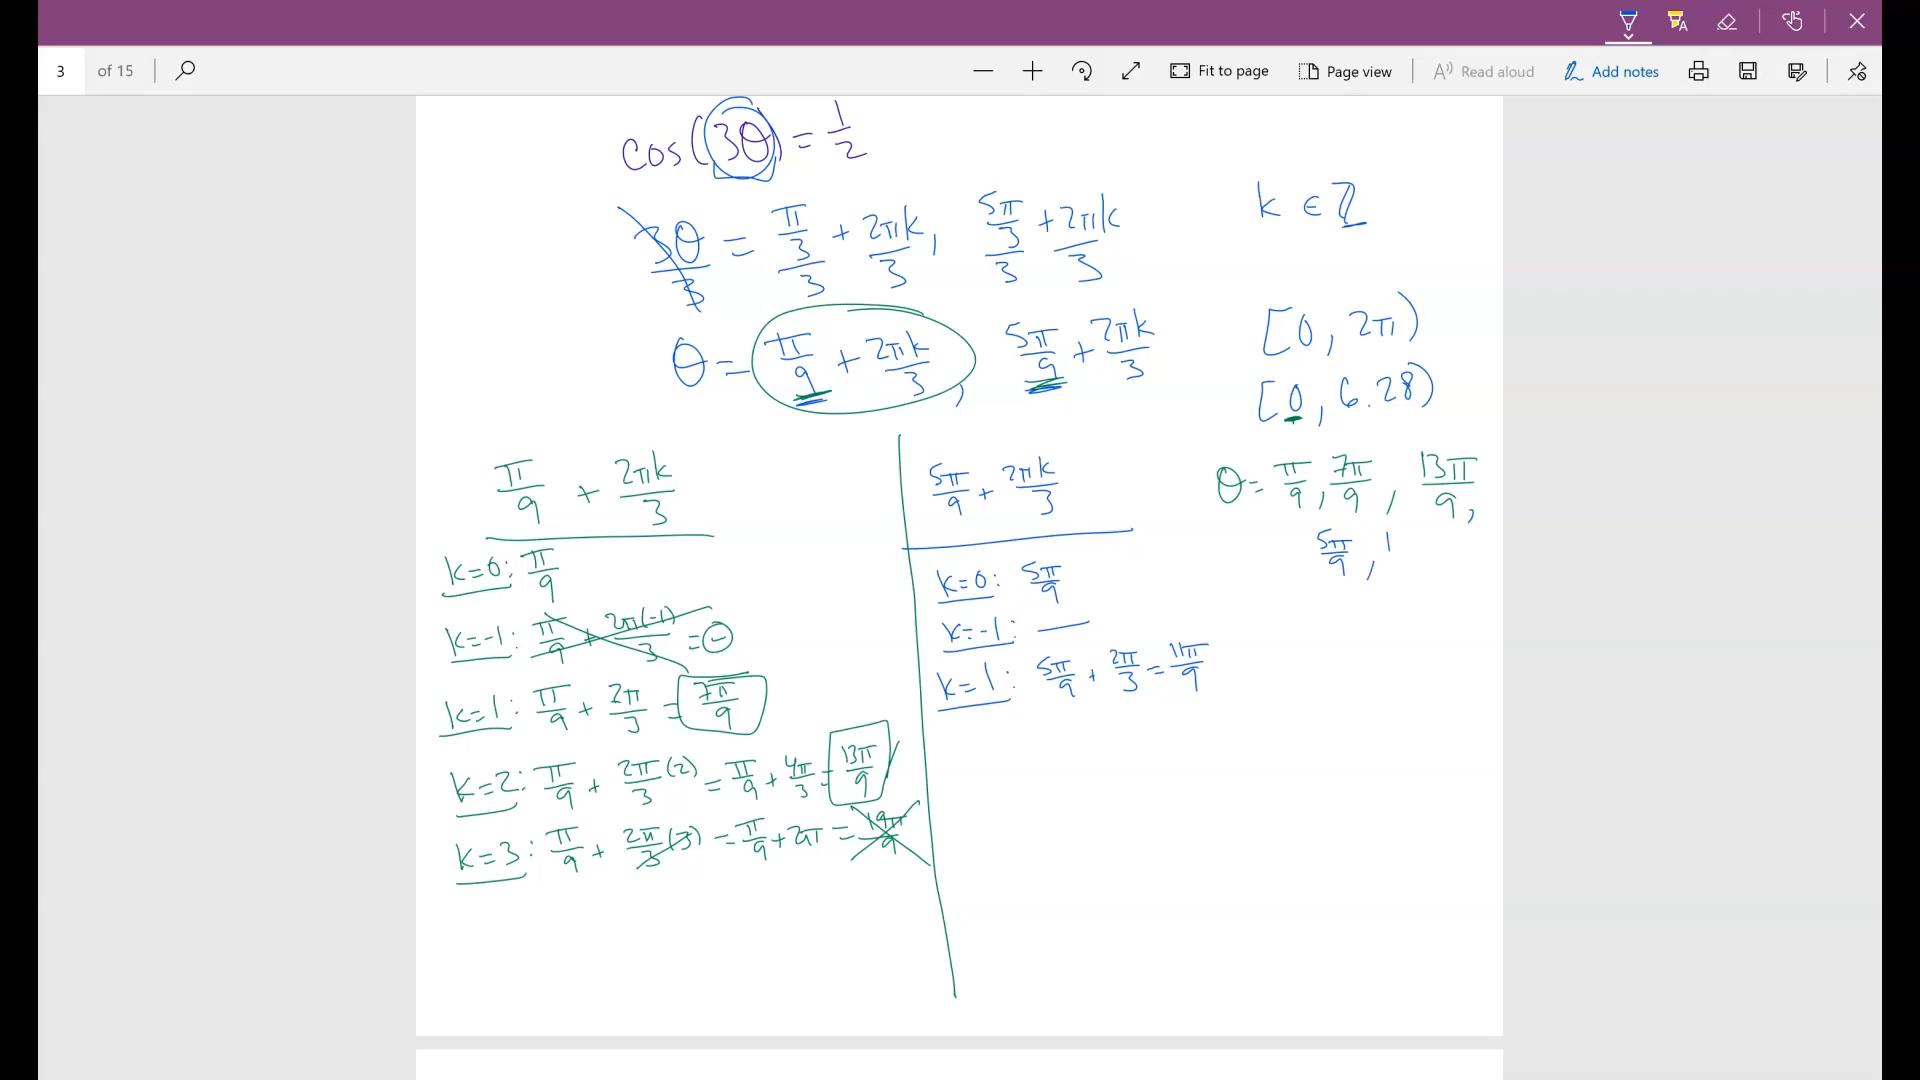 3 of 15 Fit to page Page view Read aloud Add notes
cos(3θ) = 1/2
3θ/3 = π/3/3 + 2πk/3, 5π/3/3 + 2πk/3
k ∈ ℤ
θ = π/9 + 2πk/3, 5π/9 + 2πk/3
[0, 2π)
[0, 6.28)
π/9 + 2πk/3
k=0: π/9
k=-1: π/9 + 2π(-1)/3 = ⊖
k=1: π/9 + 2π/3 = 7π/9
k=2: π/9 + 2π/3 (2) = π/9 + 4π/3 = 13π/9
k=3: π/9 + 2π/3 (3) = π/9 + 2π = 19π/9
5π/9 + 2πk/3
k=0: 5π/9
k=-1: —
k=1: 5π/9 + 2π/3 = 11π/9
θ = π/9, 7π/9, 13π/9,
5π/9, 1